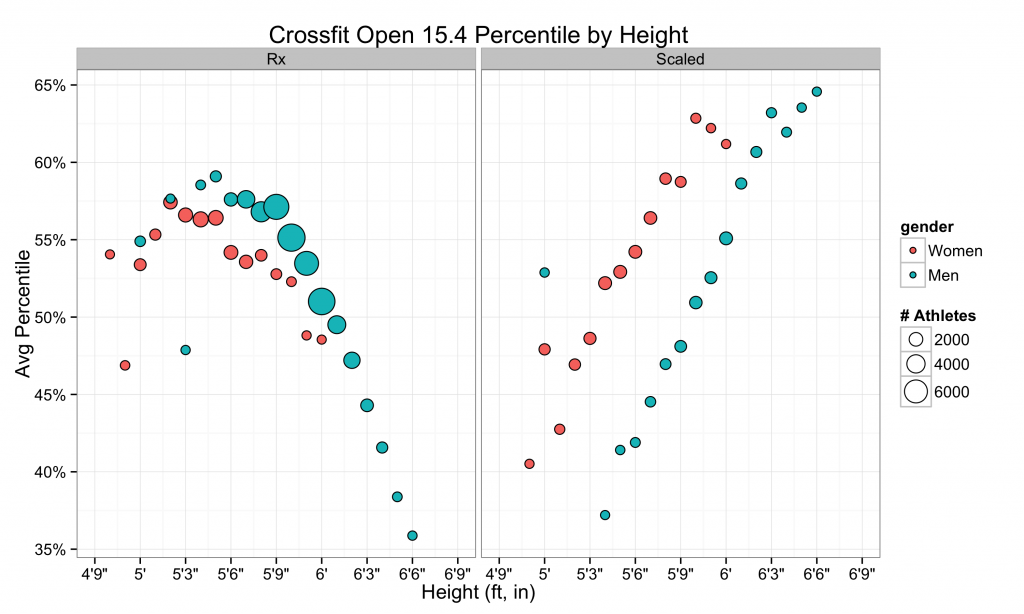 Crossfit Open 15.4 Percentile by Height
Rx
Scaled
Avg Percentile
65%
60%
55%
50%
45%
40%
35%
4'9" 5' 5'3" 5'6" 5'9" 6' 6'3" 6'6" 6'9"
4'9" 5' 5'3" 5'6" 5'9" 6' 6'3" 6'6" 6'9"
Height (ft, in)
gender
Women
Men
# Athletes
2000
4000
6000